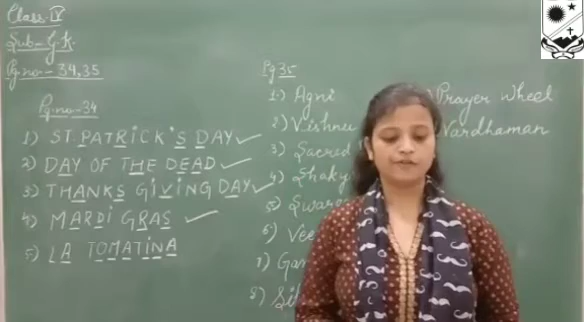 Class-IV
Sub-G.K
Pg.no-34,35
Pg.no-34
1) ST. PATRICK'S DAY
2) DAY OF THE DEAD
3) THANKS GIVING DAY
4) MARDI GRAS
5) LA TOMATINA
Pg 35
1.) Agni
2) Vishnu
3) Sacred
4) Shaky
5)
6) Vee
7) Gan
8)
) Prayer Wheel
Vardhaman